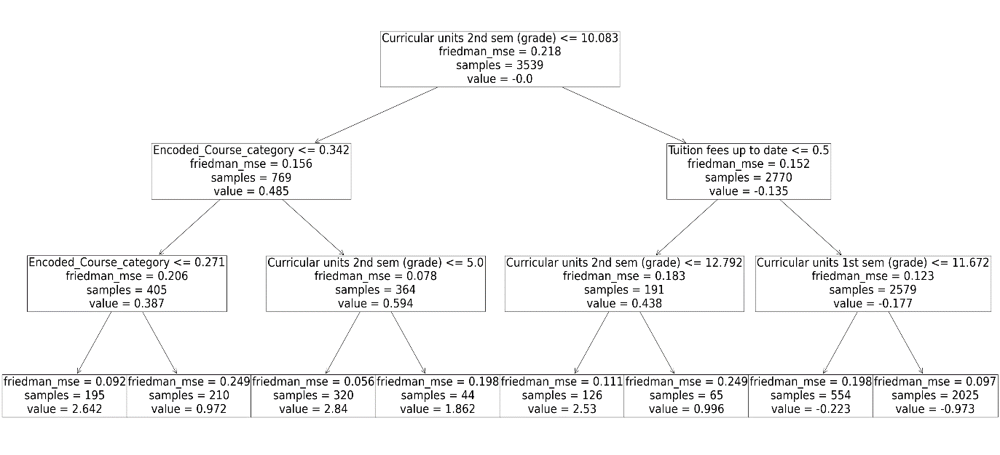 Curricular units 2nd sem (grade) <= 10.083
friedman_mse = 0.218
samples = 3539
value = -0.0
Encoded_Course_category <= 0.342
friedman_mse = 0.156
samples = 769
value = 0.485
Tuition fees up to date <= 0.5
friedman_mse = 0.152
samples = 2770
value = -0.135
Encoded_Course_category <= 0.271
friedman_mse = 0.206
samples = 405
value = 0.387
Curricular units 2nd sem (grade) <= 5.0
friedman_mse = 0.078
samples = 364
value = 0.594
Curricular units 2nd sem (grade) <= 12.792
friedman_mse = 0.183
samples = 191
value = 0.438
Curricular units 1st sem (grade) <= 11.672
friedman_mse = 0.123
samples = 2579
value = -0.177
friedman_mse = 0.092
samples = 195
value = 2.642
friedman_mse = 0.249
samples = 210
value = 0.972
friedman_mse = 0.056
samples = 320
value = 2.84
friedman_mse = 0.198
samples = 44
value = 1.862
friedman_mse = 0.111
samples = 126
value = 2.53
friedman_mse = 0.249
samples = 65
value = 0.996
friedman_mse = 0.198
samples = 554
value = -0.223
friedman_mse = 0.097
samples = 2025
value = -0.973